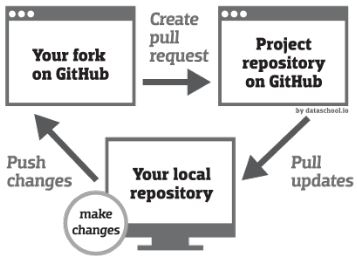 Your fork
on GitHub
Create
pull
request
Project
repository
on GitHub
by dataschool.io
Push
changes
Your local
repository
Pull
updates
make
changes